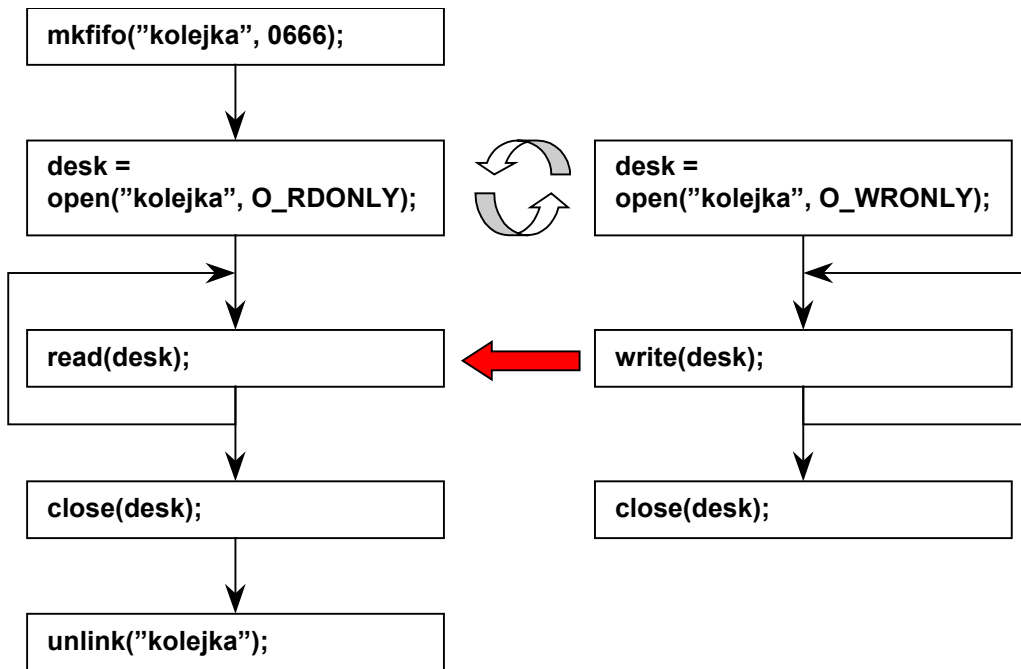 mkfifo(”kolejka”, 0666);
desk =
open(”kolejka”, O_RDONLY);
desk =
open(”kolejka”, O_WRONLY);
read(desk);
write(desk);
close(desk);
close(desk);
unlink(”kolejka”);